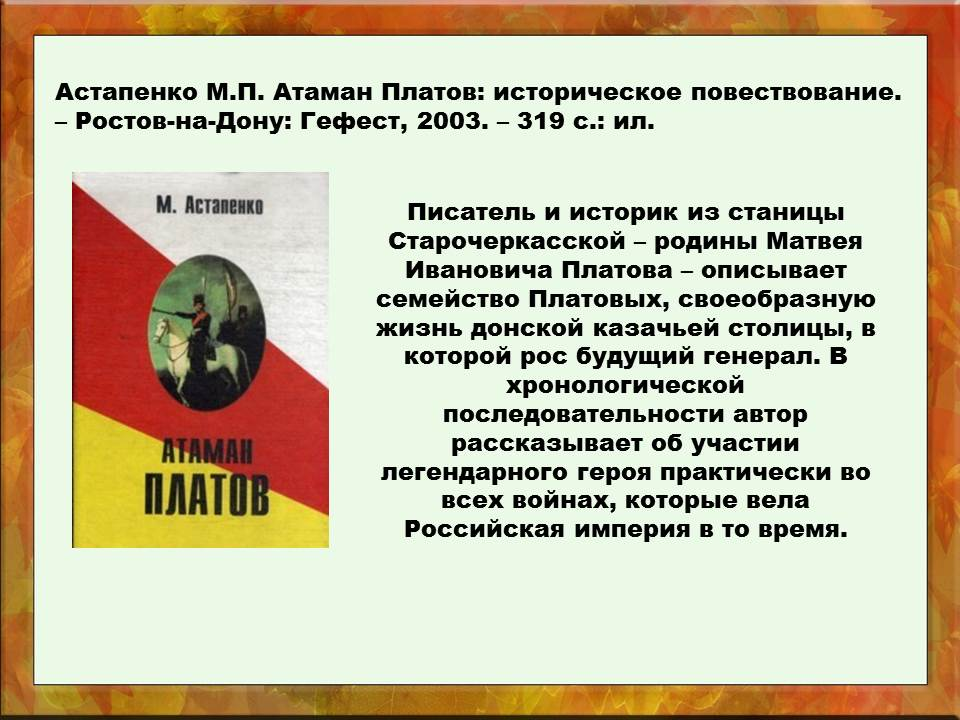 Астапенко М.П. Атаман Платов: историческое повествование.
– Ростов-на-Дону: Гефест, 2003. – 319 с.: ил.
М. Астапенко
АТАМАН
ПЛАТОВ
Писатель и историк из станицы
Старочеркасской – родины Матвея
Ивановича Платова – описывает
семейство Платовых, своеобразную
жизнь донской казачьей столицы, в
которой рос будущий генерал. В
хронологической
последовательности автор
рассказывает об участии
легендарного героя практически во
всех войнах, которые вела
Российская империя в то время.